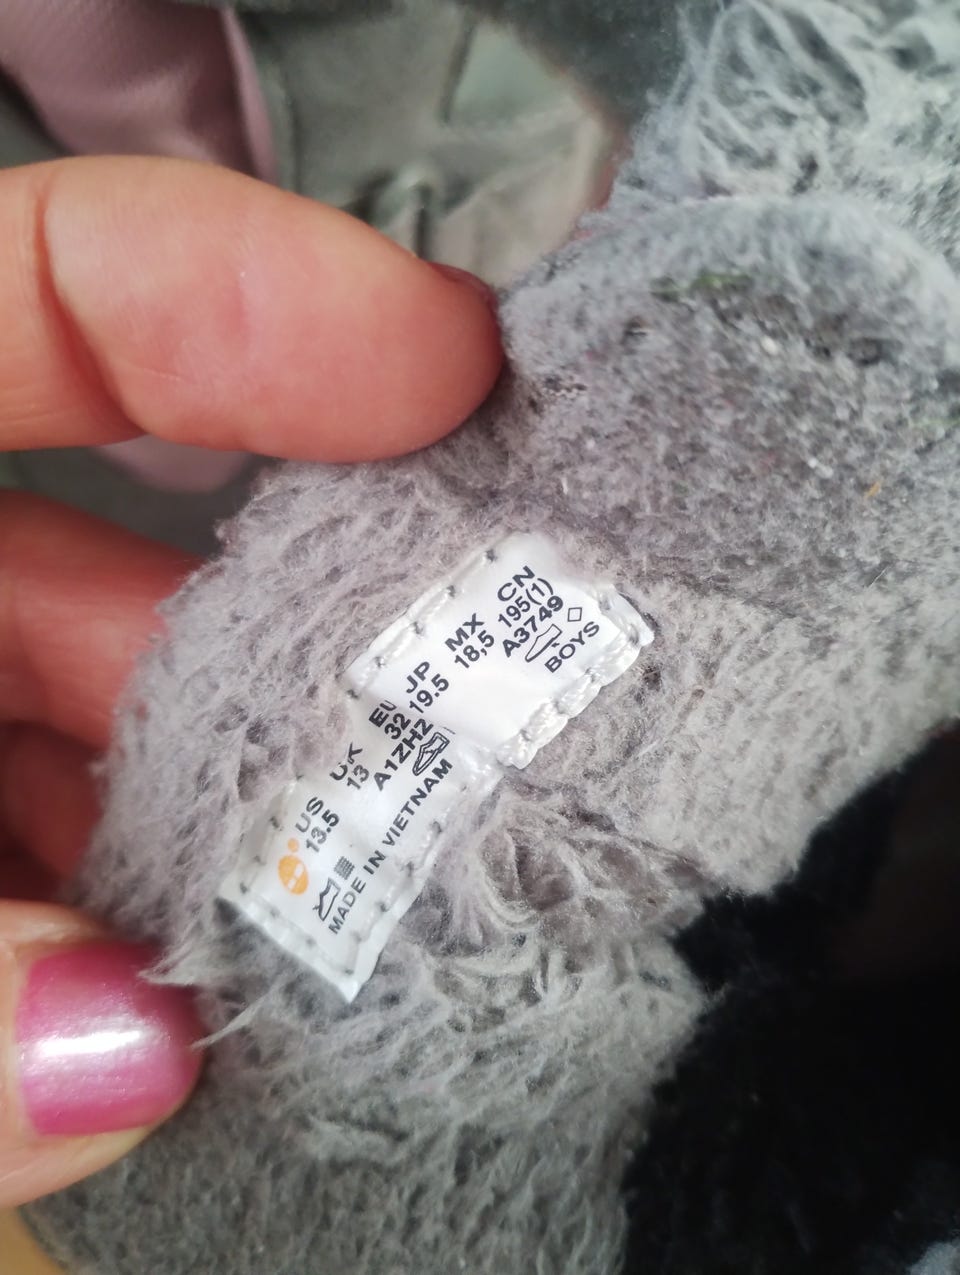 US UK EU JP MX CN
13.5 13 32 19.5 18,5 195(1)
A1ZH2 A3749
MADE IN VIETNAM BOYS